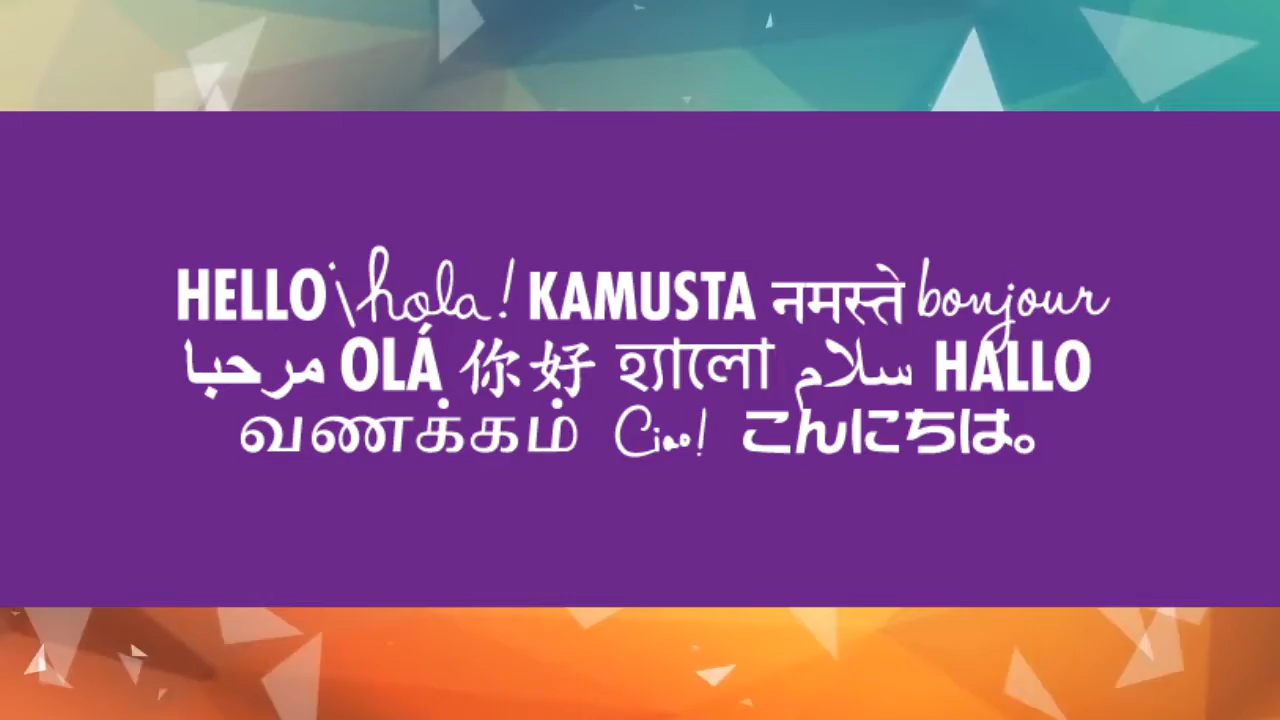 HELLO ¡hola! KAMUSTA नमस्ते bonjour
مرحبا OLÁ 你好 হ্যালো سلام HALLO
வணக்கம் Ciao! こんにちは。